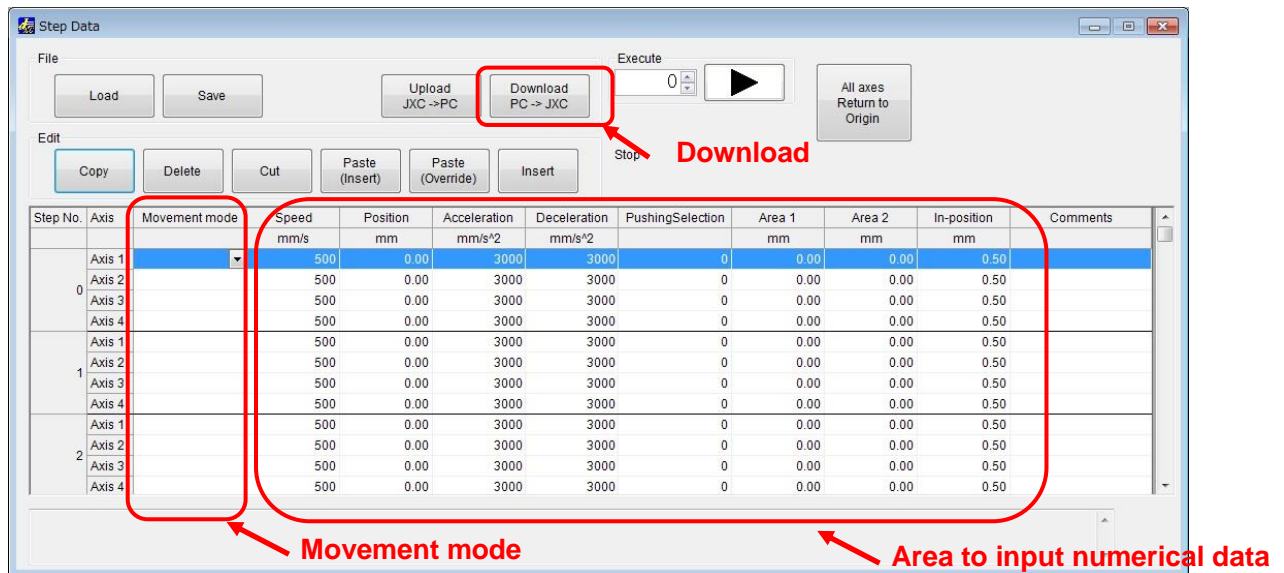 Step Data
File
Execute
Load
Save
Upload
JXC ->PC
Download
PC -> JXC
0
All axes
Return to
Origin
Download
Edit
Stop
Copy
Delete
Cut
Paste
(Insert)
Paste
(Override)
Insert
Step No. Axis Movement mode Speed Position Acceleration Deceleration PushingSelection Area 1 Area 2 In-position Comments
mm/s mm mm/s^2 mm/s^2 mm mm mm
0
Axis 1 500 0.00 3000 3000 0 0.00 0.00 0.50
Axis 2 500 0.00 3000 3000 0 0.00 0.00 0.50
Axis 3 500 0.00 3000 3000 0 0.00 0.00 0.50
Axis 4 500 0.00 3000 3000 0 0.00 0.00 0.50
1
Axis 1 500 0.00 3000 3000 0 0.00 0.00 0.50
Axis 2 500 0.00 3000 3000 0 0.00 0.00 0.50
Axis 3 500 0.00 3000 3000 0 0.00 0.00 0.50
Axis 4 500 0.00 3000 3000 0 0.00 0.00 0.50
2
Axis 1 500 0.00 3000 3000 0 0.00 0.00 0.50
Axis 2 500 0.00 3000 3000 0 0.00 0.00 0.50
Axis 3 500 0.00 3000 3000 0 0.00 0.00 0.50
Axis 4 500 0.00 3000 3000 0 0.00 0.00 0.50
Movement mode
Area to input numerical data